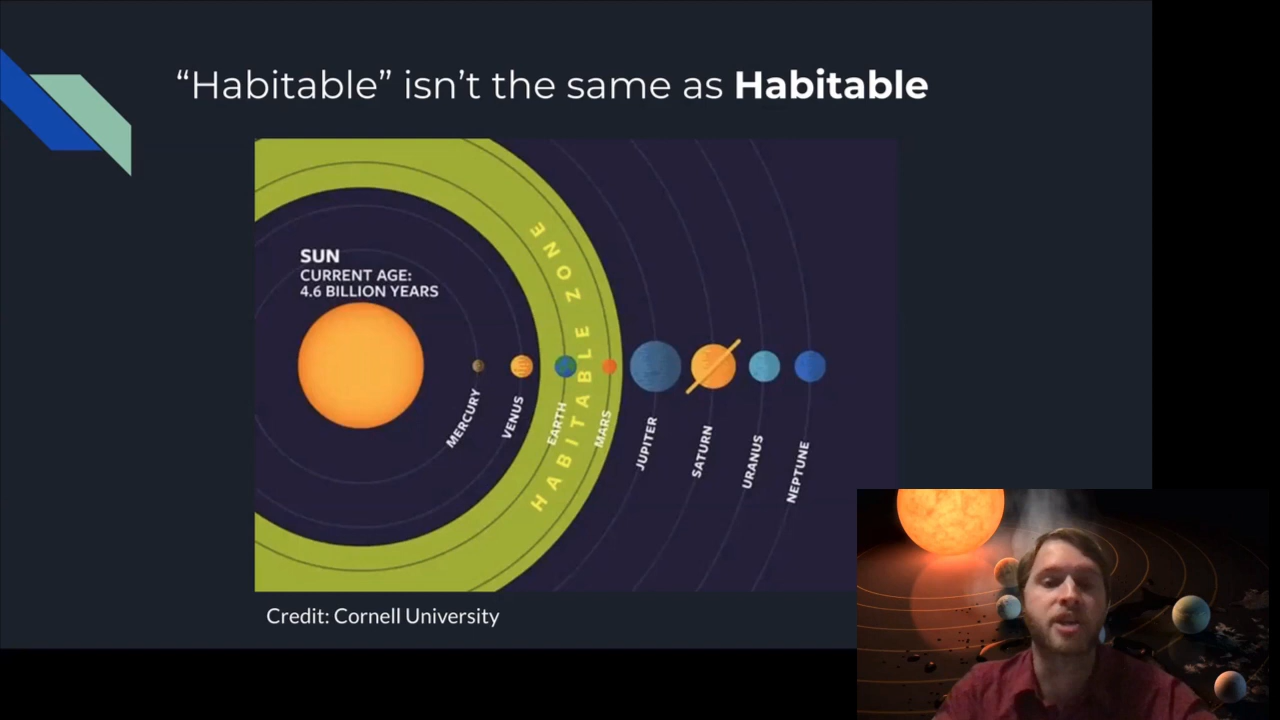 “Habitable” isn’t the same as Habitable
SUN
CURRENT AGE:
4.6 BILLION YEARS
HABITABLE ZONE
MERCURY
VENUS
EARTH
MARS
JUPITER
SATURN
URANUS
NEPTUNE
Credit: Cornell University